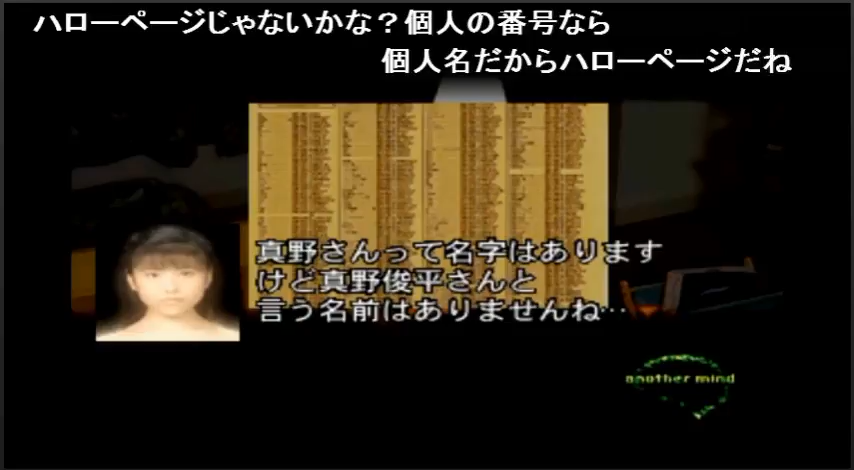 ハローページじゃないかな？個人の番号なら
個人名だからハローページだね
真野さんって名字はあります
けど真野俊平さんと
言う名前はありませんね…
another mind